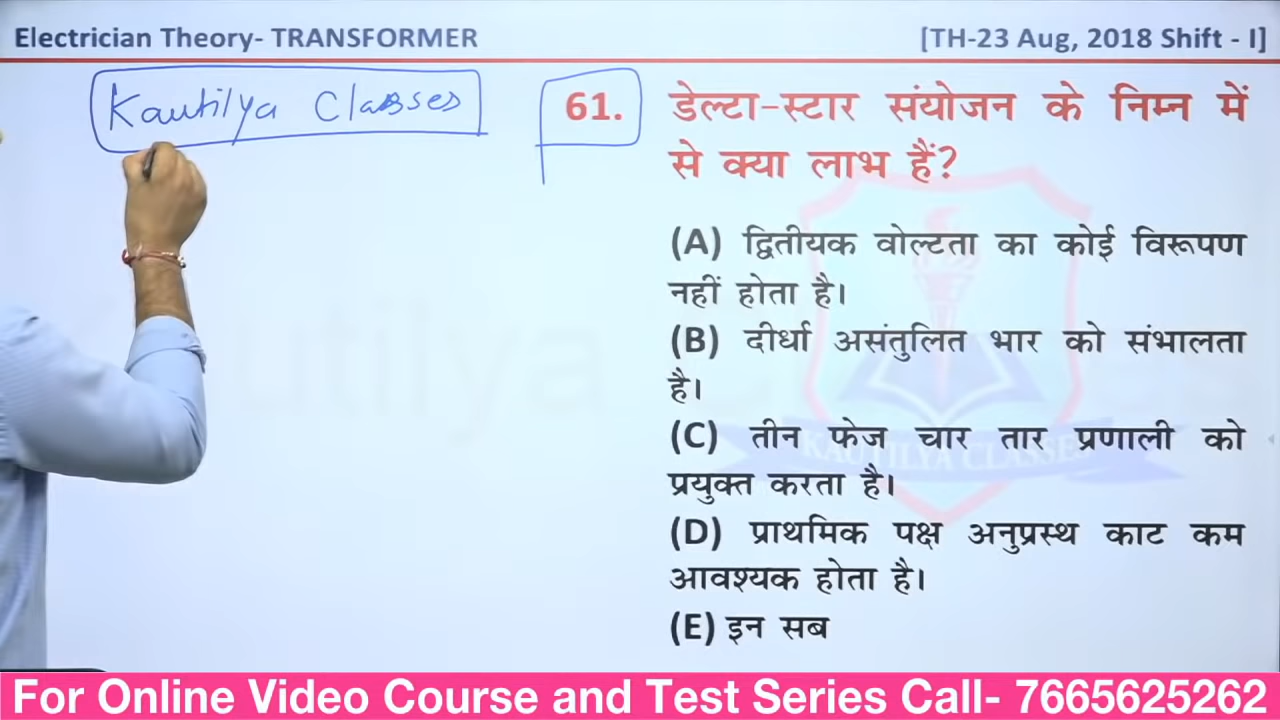 Electrician Theory- TRANSFORMER [TH-23 Aug, 2018 Shift - I]
Kautilya Classes
61. डेल्टा-स्टार संयोजन के निम्न में
से क्या लाभ हैं?
(A) द्वितीयक वोल्टता का कोई विरूपण
नहीं होता है।
(B) दीर्धा असंतुलित भार को संभालता
है।
(C) तीन फेज चार तार प्रणाली को
प्रयुक्त करता है।
(D) प्राथमिक पक्ष अनुप्रस्थ काट कम
आवश्यक होता है।
(E) इन सब
KAUTILYA CLASSES
For Online Video Course and Test Series Call- 7665625262